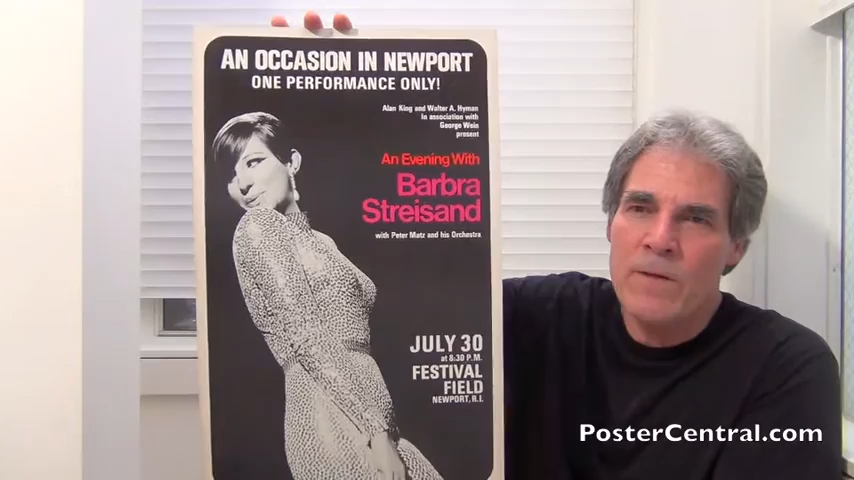 AN OCCASION IN NEWPORT
ONE PERFORMANCE ONLY!
Alan King and Walter A. Hyman
in association with
George Wein
present
An Evening With
Barbra
Streisand
with Peter Matz and his Orchestra
JULY 30
at 8:30 P.M.
FESTIVAL
FIELD
NEWPORT, R.I.
PosterCentral.com